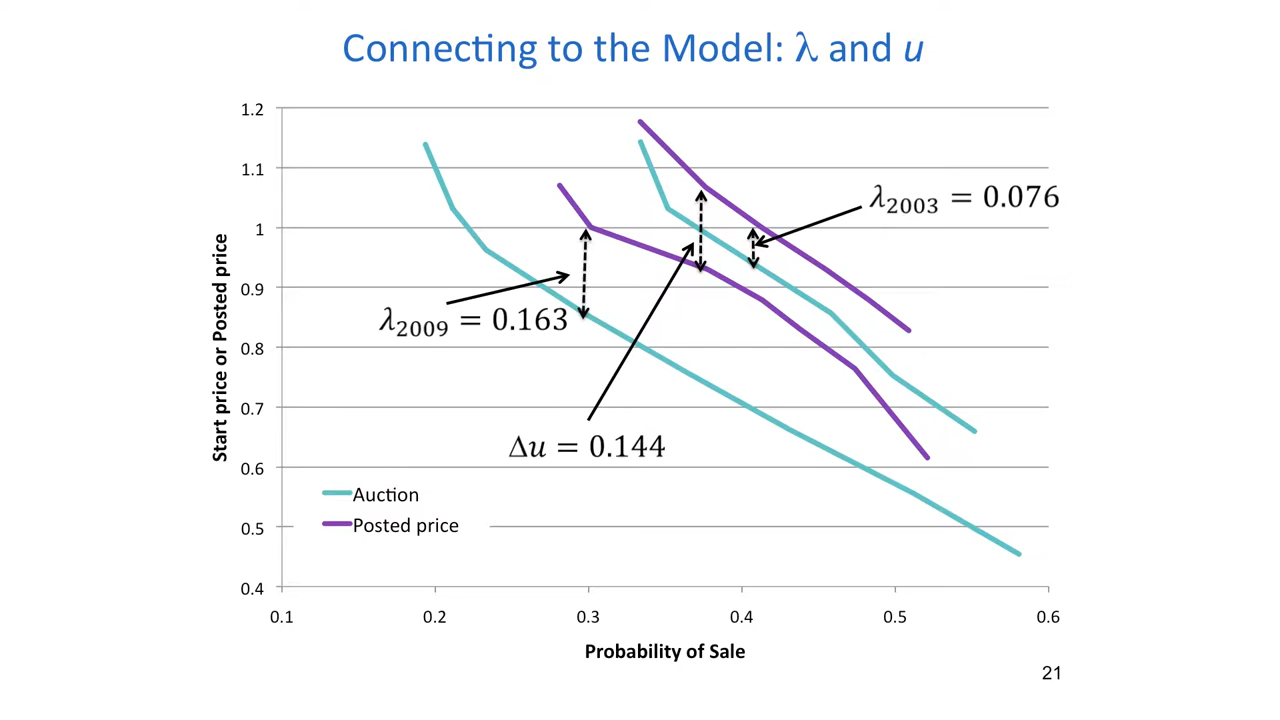 Connecting to the Model: λ and u
1.2
1.1
1
0.9
0.8
0.7
0.6
0.5
0.4
Start price or Posted price
λ2003 = 0.076
λ2009 = 0.163
Δu = 0.144
Auction
Posted price
0.1 0.2 0.3 0.4 0.5 0.6
Probability of Sale
21